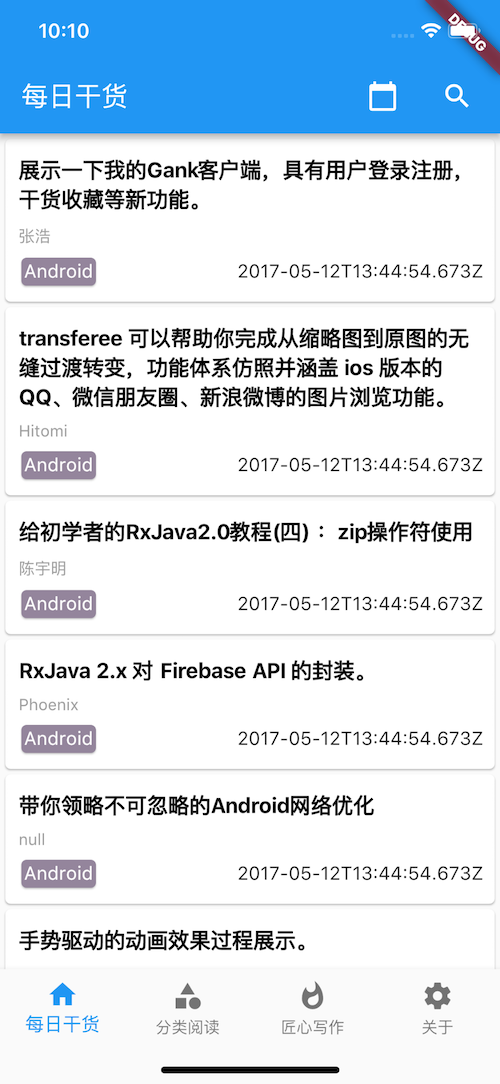 10:10
DEBUG
每日干货
展示一下我的Gank客户端，具有用户登录注册，
干货收藏等新功能。
张浩
Android 2017-05-12T13:44:54.673Z
transferee 可以帮助你完成从缩略图到原图的无
缝过渡转变，功能体系仿照并涵盖 ios 版本的
QQ、微信朋友圈、新浪微博的图片浏览功能。
Hitomi
Android 2017-05-12T13:44:54.673Z
给初学者的RxJava2.0教程(四) ：zip操作符使用
陈宇明
Android 2017-05-12T13:44:54.673Z
RxJava 2.x 对 Firebase API 的封装。
Phoenix
Android 2017-05-12T13:44:54.673Z
带你领略不可忽略的Android网络优化
null
Android 2017-05-12T13:44:54.673Z
手势驱动的动画效果过程展示。
每日干货 分类阅读 匠心写作 关于